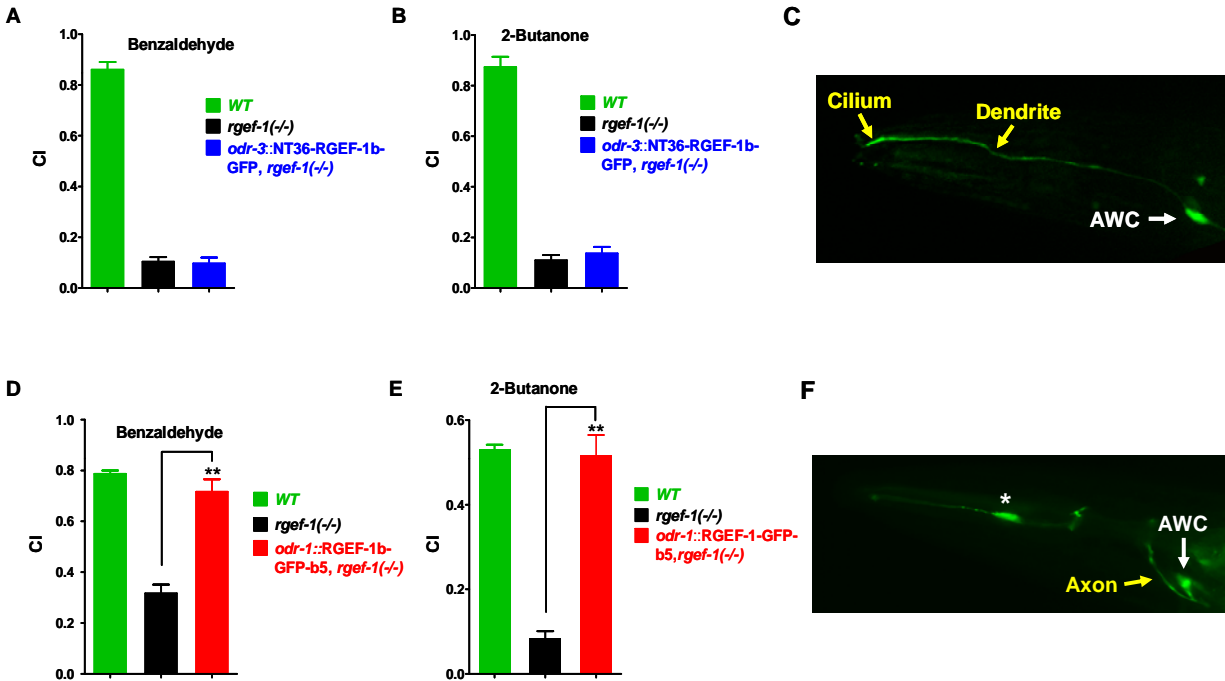 A
Benzaldehyde
1.0
0.8
0.6
0.4
0.2
0.0
CI
WT
rgef-1(-/-)
odr-3::NT36-RGEF-1b-
GFP, rgef-1(-/-)
B
2-Butanone
1.0
0.8
0.6
0.4
0.2
0.0
CI
WT
rgef-1(-/-)
odr-3::NT36-RGEF-1b-
GFP, rgef-1(-/-)
C
Cilium
Dendrite
AWC
D
Benzaldehyde
1.0
0.8
0.6
0.4
0.2
0.0
CI
**
WT
rgef-1(-/-)
odr-1::RGEF-1b-
GFP-b5, rgef-1(-/-)
E
2-Butanone
0.6
0.4
0.2
0.0
CI
**
WT
rgef-1(-/-)
odr-1::RGEF-1-GFP-
b5,rgef-1(-/-)
F
*
AWC
Axon